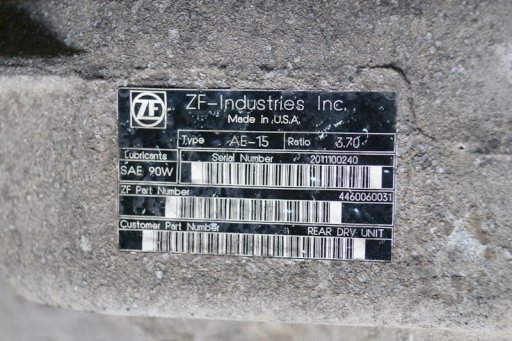 ZF ZF-Industries Inc.
Made in U.S.A.
Type AE-15 Ratio 3.70
Lubricants Serial Number 2011100240
SAE 90W
ZF Part Number 4460060031
Customer Part Number REAR DRV UNIT